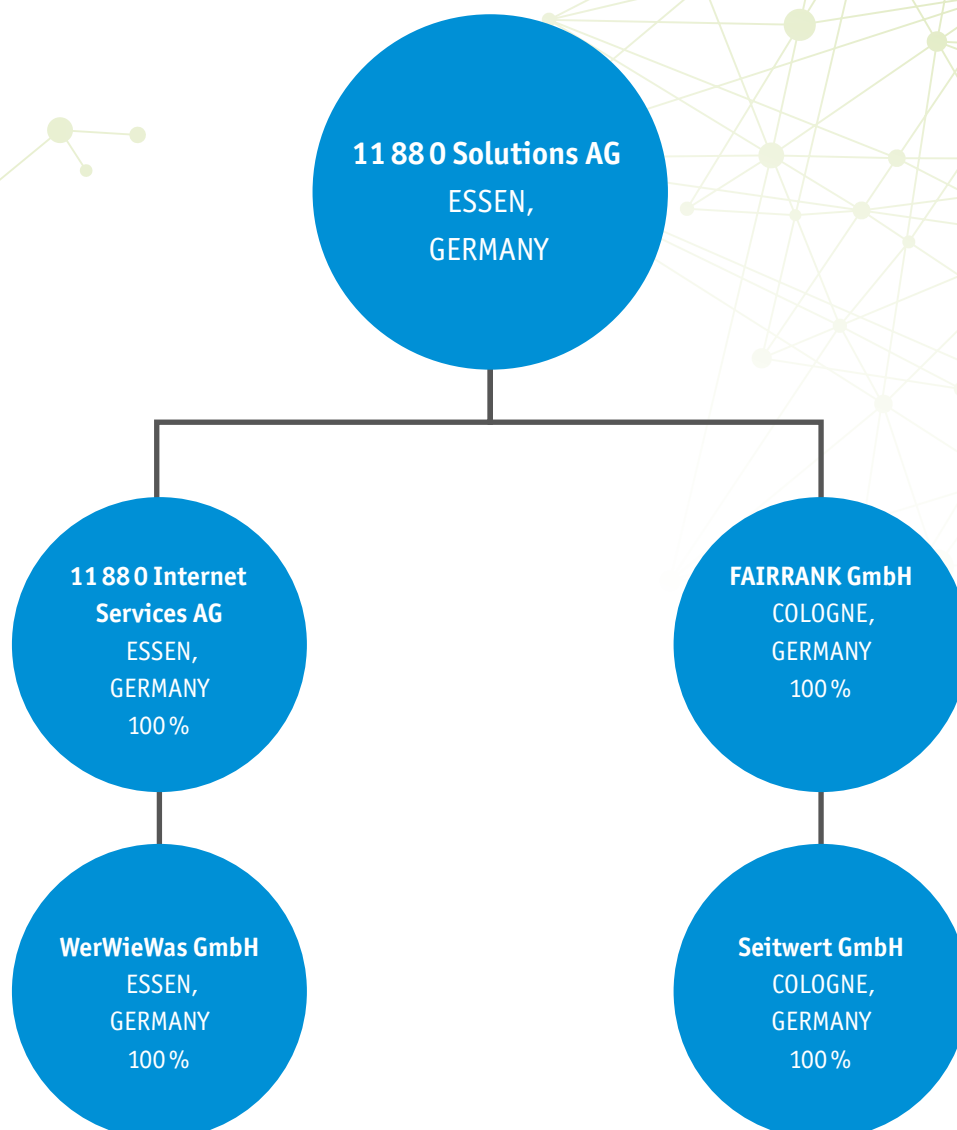 11 88 0 Solutions AG
ESSEN,
GERMANY
11 88 0 Internet
Services AG
ESSEN,
GERMANY
100 %
FAIRRANK GmbH
COLOGNE,
GERMANY
100 %
WerWieWas GmbH
ESSEN,
GERMANY
100 %
Seitwert GmbH
COLOGNE,
GERMANY
100 %